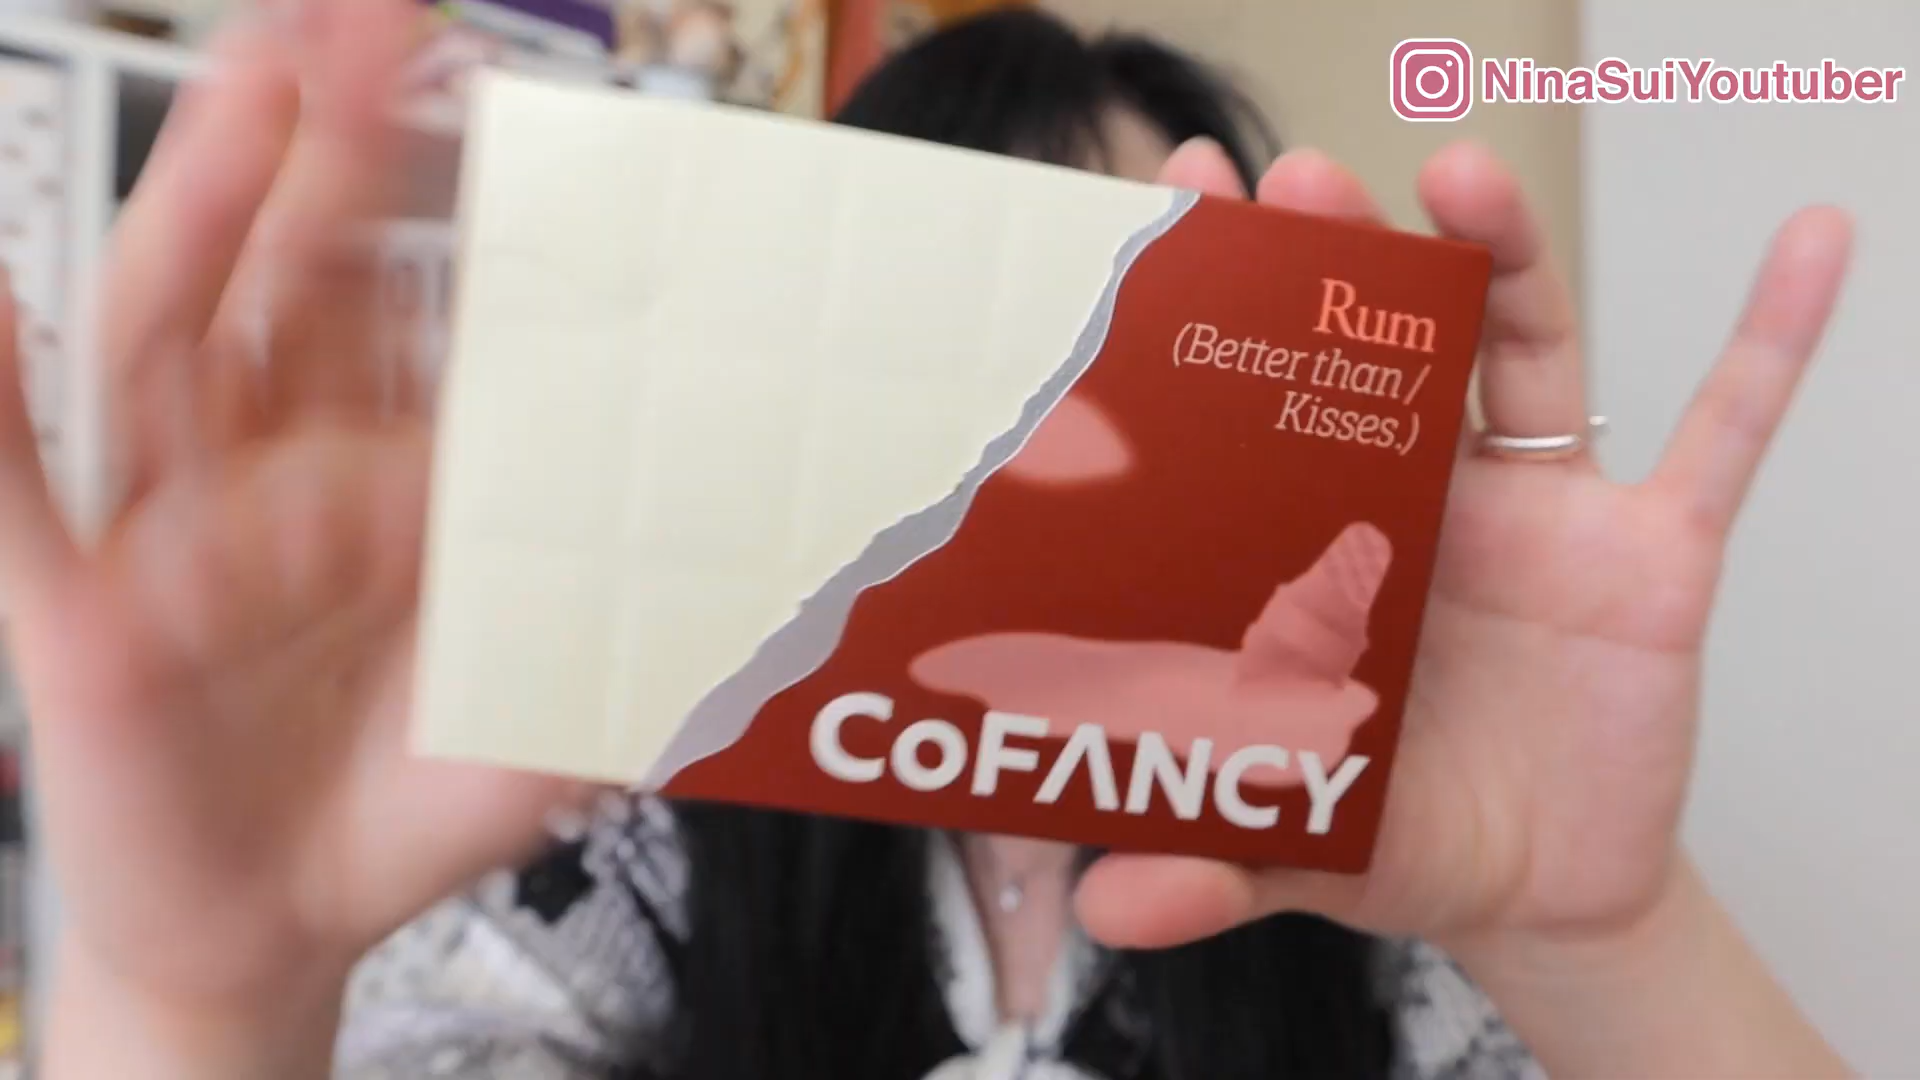 NinaSuiYoutuber
Rum
(Better than /
Kisses.)
CoFANCY